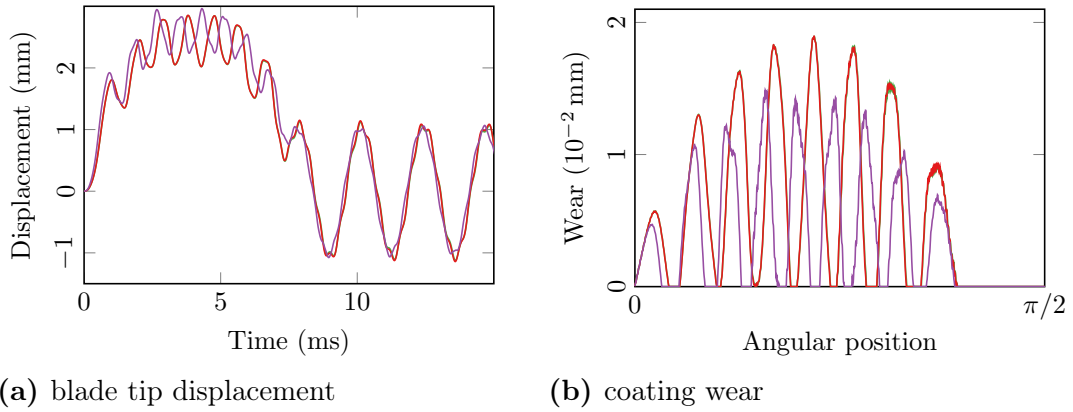 Displacement (mm)
2
1
0
−1
0
5
10
Time (ms)
(a) blade tip displacement
Wear (10⁻² mm)
2
1
0
0
π/2
Angular position
(b) coating wear